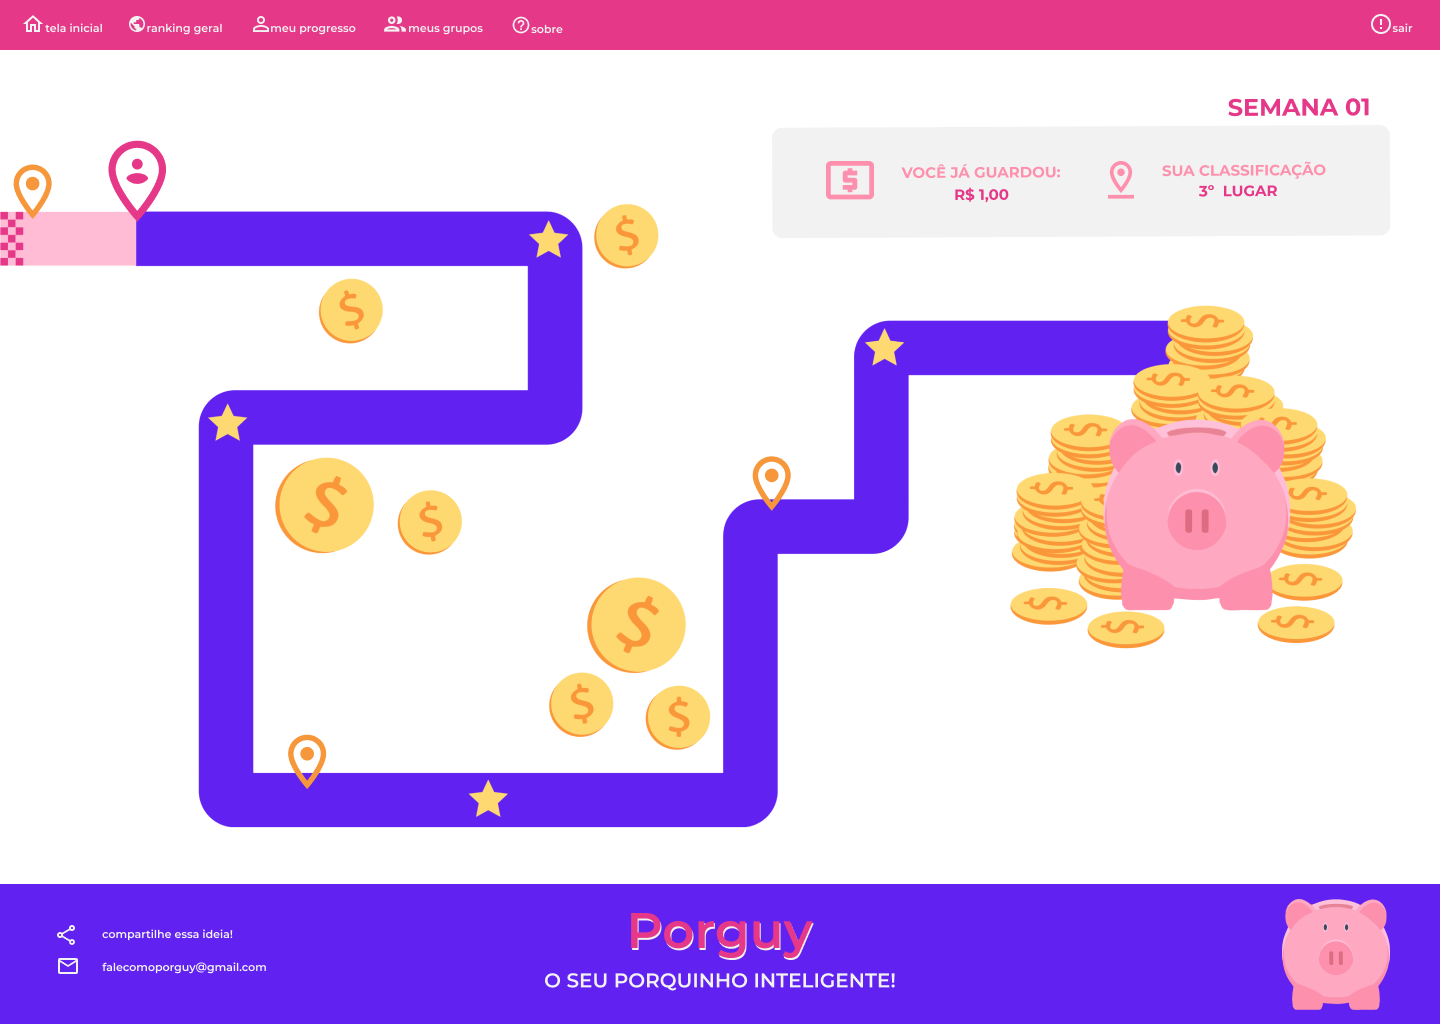 tela inicial
ranking geral
meu progresso
meus grupos
sobre
sair
SEMANA 01
VOCÊ JÁ GUARDOU:
R$ 1,00
SUA CLASSIFICAÇÃO
3º LUGAR
compartilhe essa ideia!
falecomoporguy@gmail.com
Porguy
O SEU PORQUINHO INTELIGENTE!